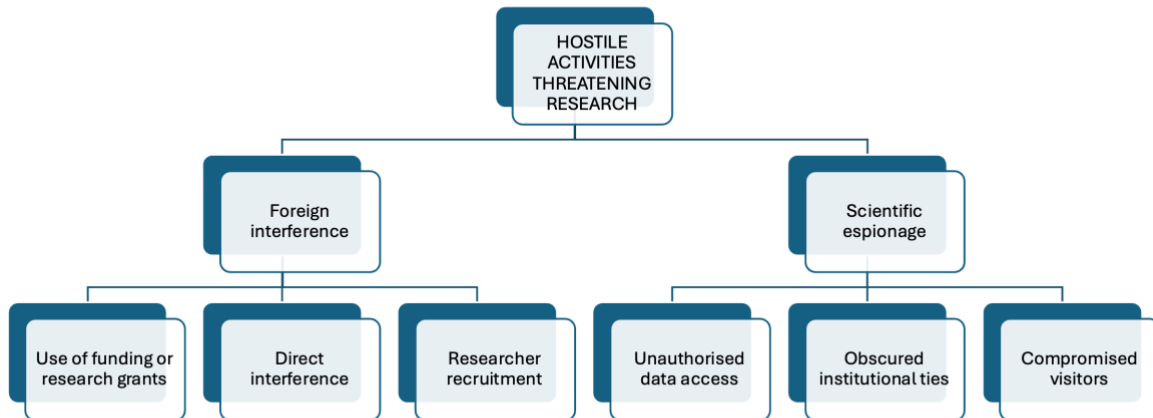 HOSTILE
ACTIVITIES
THREATENING
RESEARCH
Foreign
interference
Scientific
espionage
Use of funding or
research grants
Direct
interference
Researcher
recruitment
Unauthorised
data access
Obscured
institutional ties
Compromised
visitors